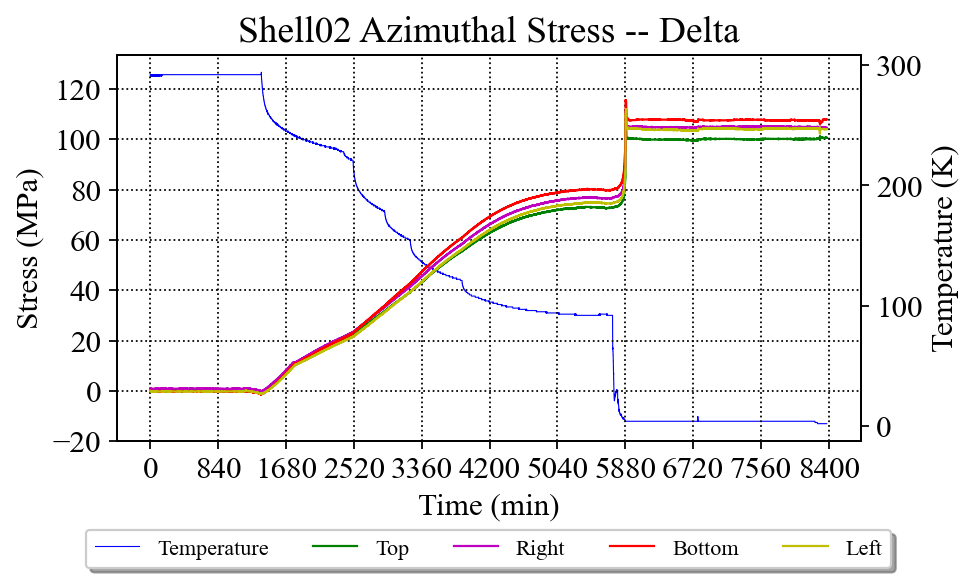 Shell02 Azimuthal Stress -- Delta
120
100
80
60
40
20
0
−20
Stress (MPa)
300
200
100
0
Temperature (K)
0 840 1680 2520 3360 4200 5040 5880 6720 7560 8400
Time (min)
Temperature Top Right Bottom Left